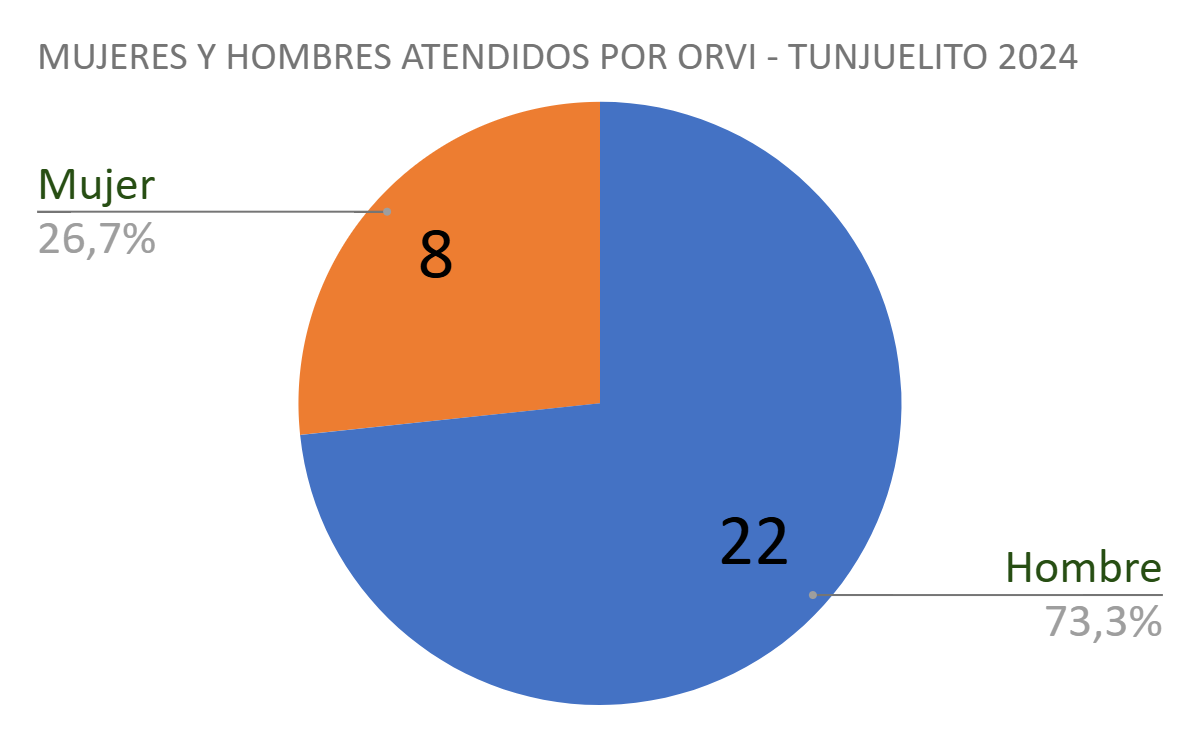 MUJERES Y HOMBRES ATENDIDOS POR ORVI - TUNJUELITO 2024
Mujer
26,7%
8
22
Hombre
73,3%